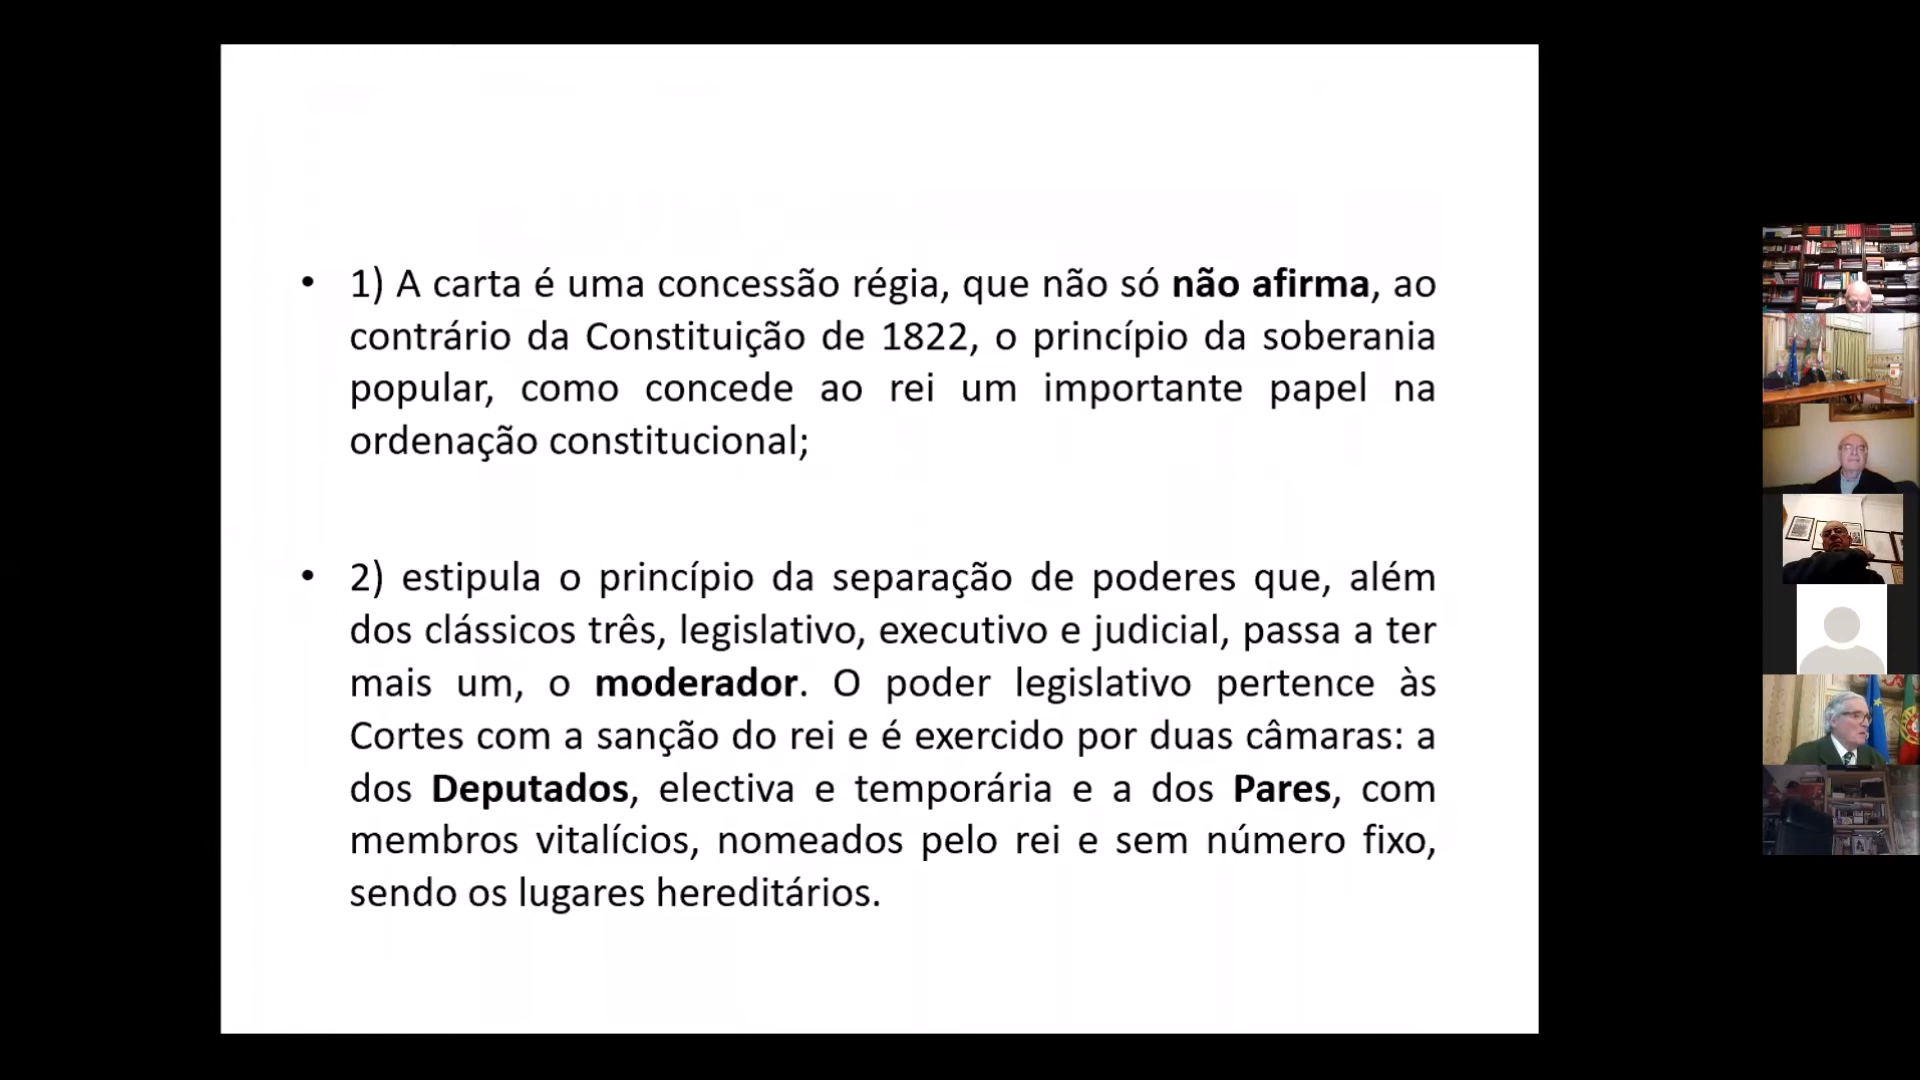 • 1) A carta é uma concessão régia, que não só não afirma, ao
contrário da Constituição de 1822, o princípio da soberania
popular, como concede ao rei um importante papel na
ordenação constitucional;
• 2) estipula o princípio da separação de poderes que, além
dos clássicos três, legislativo, executivo e judicial, passa a ter
mais um, o moderador. O poder legislativo pertence às
Cortes com a sanção do rei e é exercido por duas câmaras: a
dos Deputados, electiva e temporária e a dos Pares, com
membros vitalícios, nomeados pelo rei e sem número fixo,
sendo os lugares hereditários.